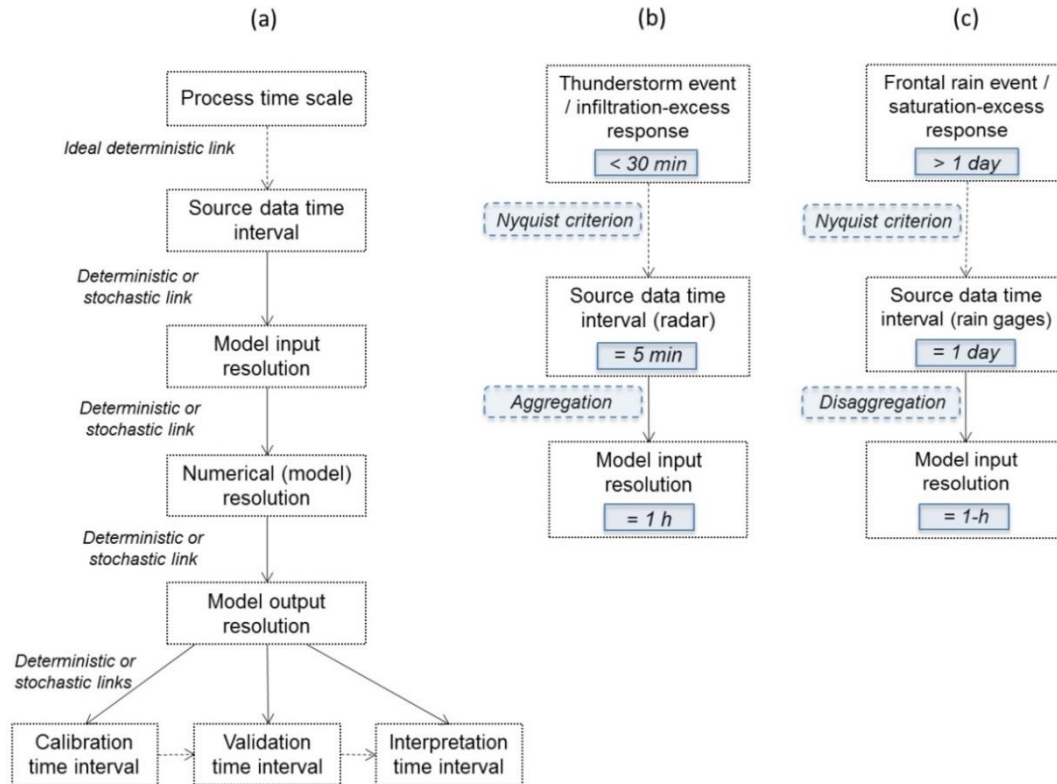 (a)
Process time scale
Ideal deterministic link
Source data time
interval
Deterministic or
stochastic link
Model input
resolution
Deterministic or
stochastic link
Numerical (model)
resolution
Deterministic or
stochastic link
Model output
resolution
Deterministic or
stochastic links
Calibration
time interval
Validation
time interval
Interpretation
time interval
(b)
Thunderstorm event
/ infiltration-excess
response
< 30 min
Nyquist criterion
Source data time
interval (radar)
= 5 min
Aggregation
Model input
resolution
= 1 h
(c)
Frontal rain event /
saturation-excess
response
> 1 day
Nyquist criterion
Source data time
interval (rain gages)
= 1 day
Disaggregation
Model input
resolution
= 1-h